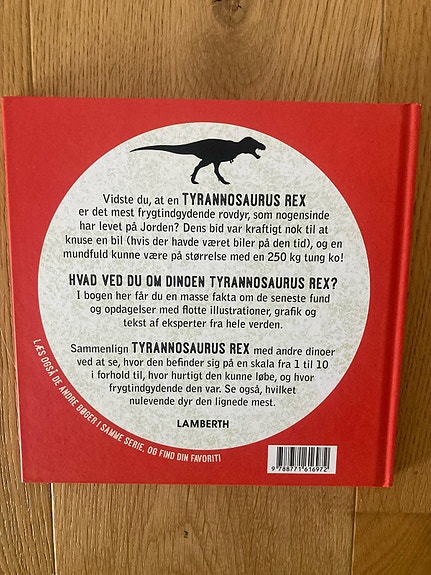 Vidste du, at en TYRANNOSAURUS REX
er det mest frygtindgydende rovdyr, som nogensinde
har levet på Jorden? Dens bid var kraftigt nok til at
knuse en bil (hvis der havde været biler på den tid), og en
mundfuld kunne være på størrelse med en 250 kg tung ko!
HVAD VED DU OM DINOEN TYRANNOSAURUS REX?
I bogen her får du en masse fakta om de seneste fund
og opdagelser med flotte illustrationer, grafik og
tekst af eksperter fra hele verden.
Sammenlign TYRANNOSAURUS REX med andre dinoer
ved at se, hvor den befinder sig på en skala fra 1 til 10
i forhold til, hvor hurtigt den kunne løbe, og hvor
frygtindgydende den var. Se også, hvilket
nulevende dyr den lignede mest.
LAMBERTH
LÆS OGSÅ DE ANDRE BØGER I SAMME SERIE, OG FIND DIN FAVORIT!
9 788771 616972